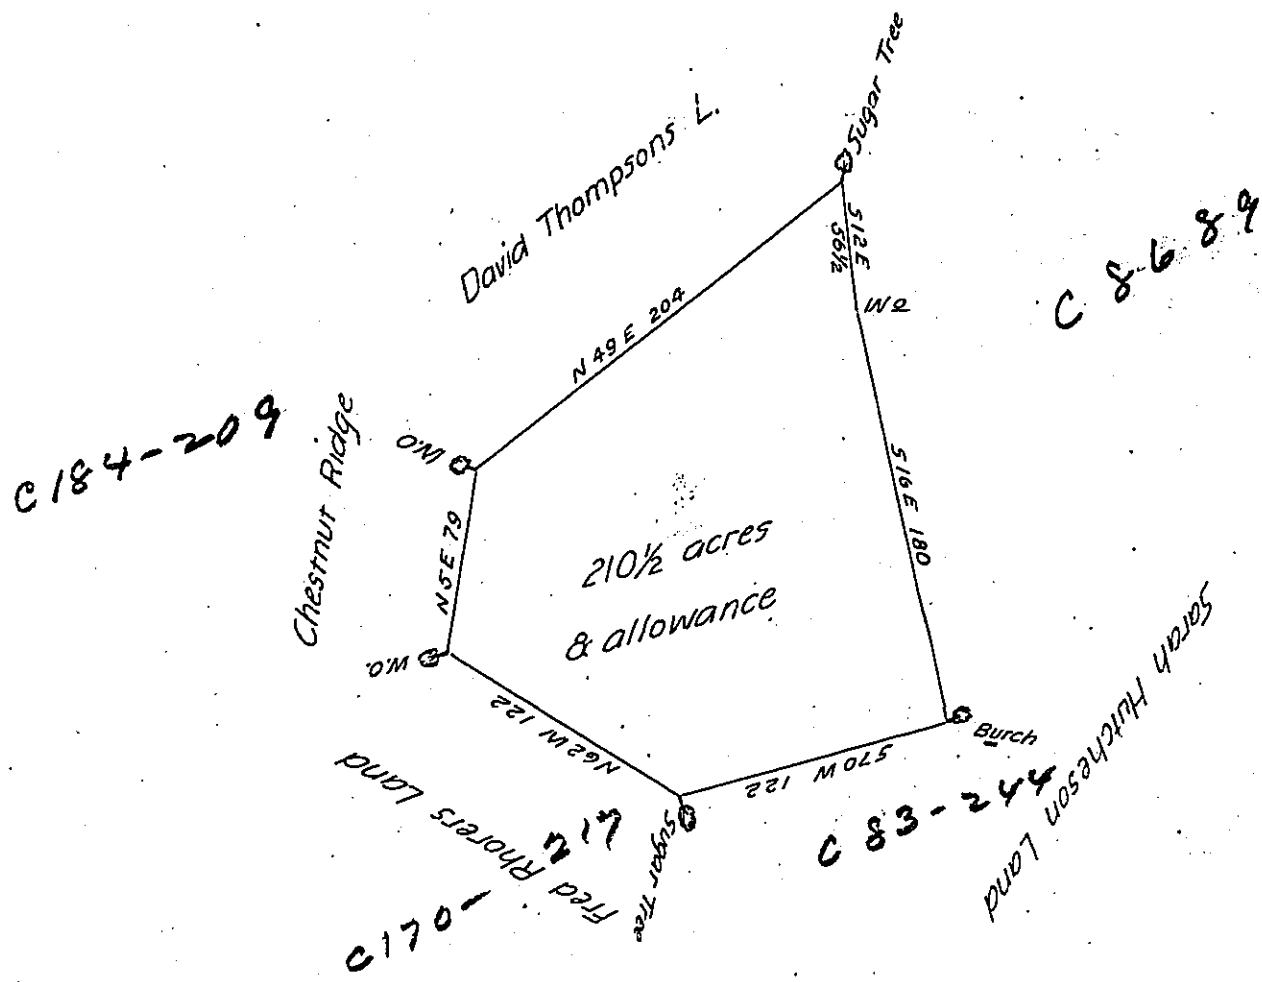 Sugar Tree
David Thompsons L.
S12E
56½
C 8-6 89
WO
N 49 E 204
C184-209
W.O.
Chestnut Ridge
S16E 180
N5E 79
210½ acres
& allowance
W.O.
Sarah Hutcheson Land
N62W 122
Burch
S70W 122
Fred Rhorers Land
Sugar Tree
C 83-244
C170-217